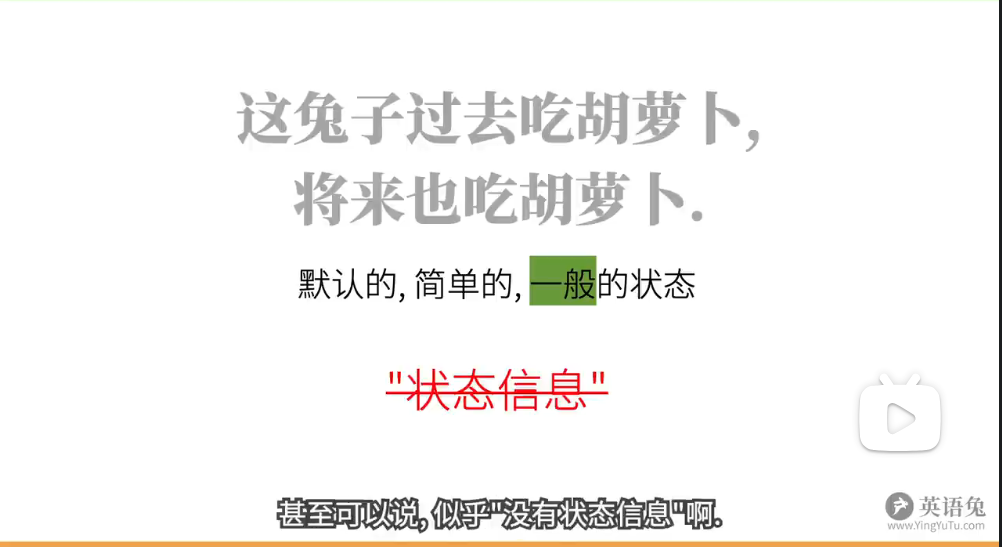 这兔子过去吃胡萝卜,
将来也吃胡萝卜.
默认的, 简单的, 一般的状态
"状态信息"
甚至可以说, 似乎"没有状态信息"啊.
英语兔
www.YingYuTu.com